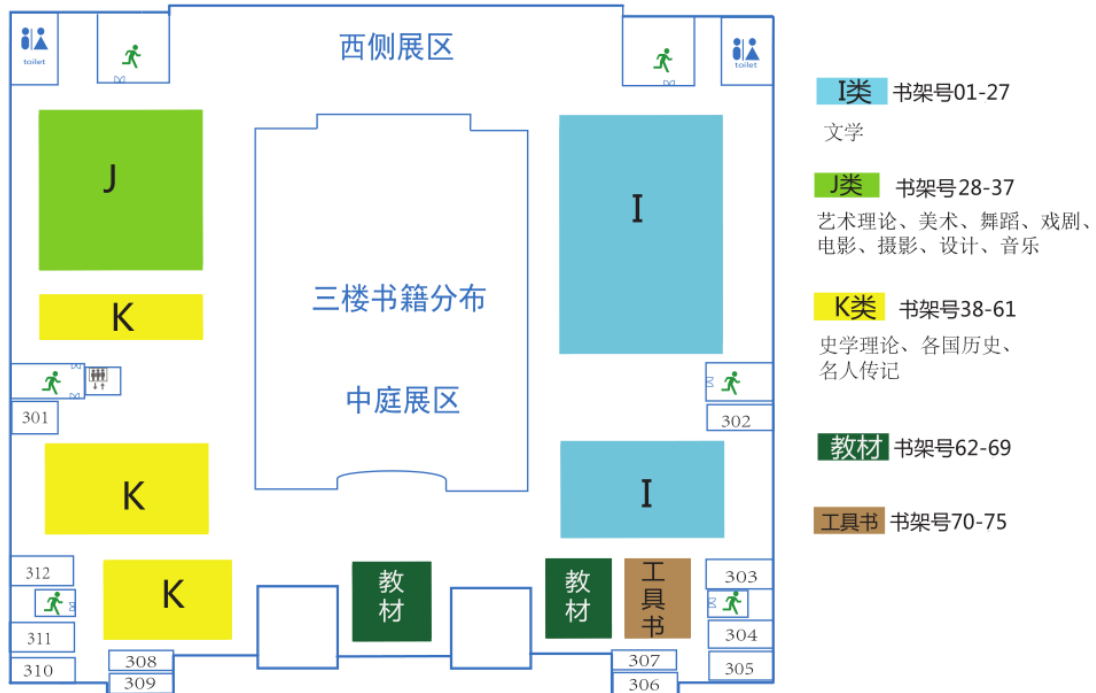 toilet
西侧展区
toilet
J
I
K
三楼书籍分布
中庭展区
301
302
K
I
312
K
教材
教材
工具书
303
311
304
310
308
307
305
309
306
I类 书架号01-27
文学
J类 书架号28-37
艺术理论、美术、舞蹈、戏剧、
电影、摄影、设计、音乐
K类 书架号38-61
史学理论、各国历史、
名人传记
教材 书架号62-69
工具书 书架号70-75